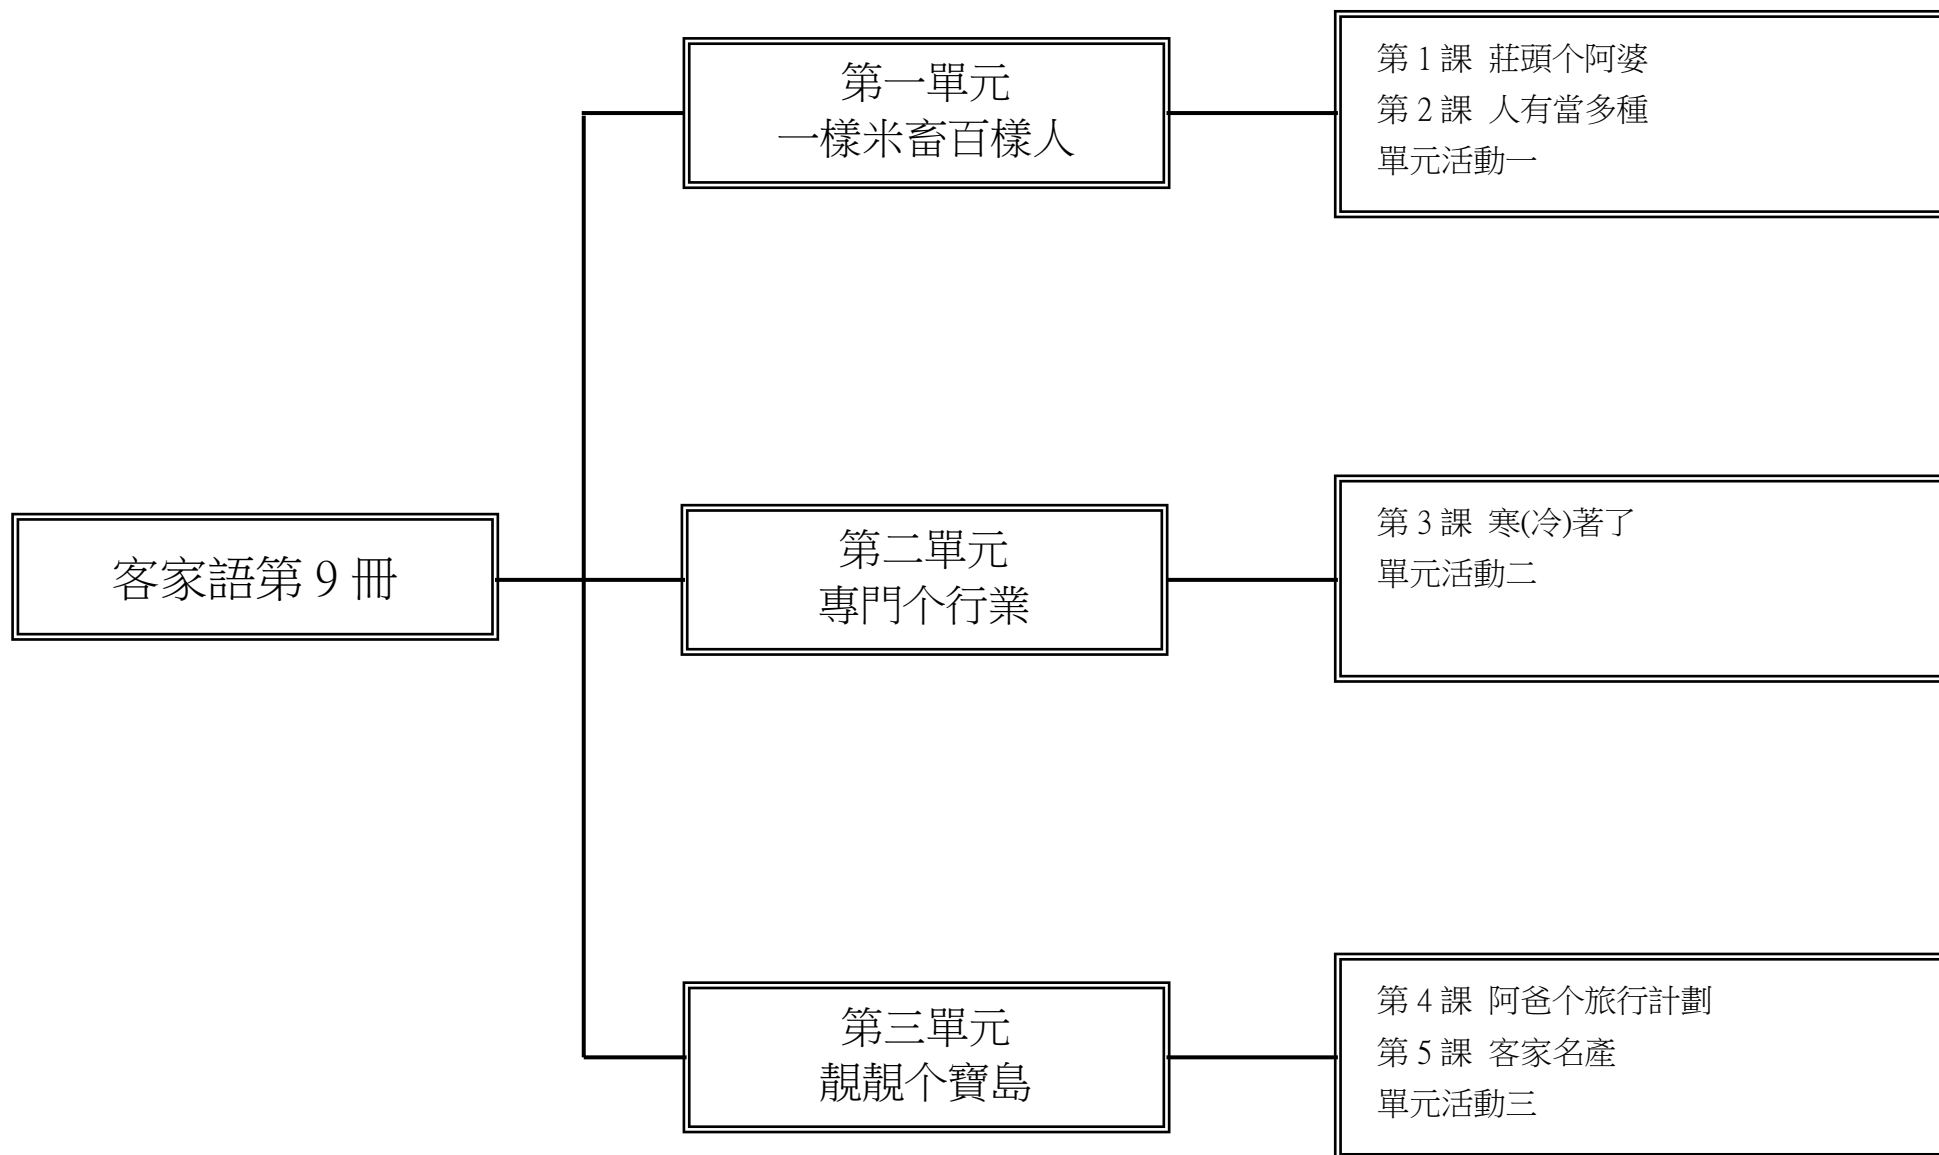 客家語第 9 冊
第一單元
一樣米畜百樣人
第 1 課 莊頭个阿婆
第 2 課 人有當多種
單元活動一
第二單元
專門个行業
第 3 課 寒(冷)著了
單元活動二
第三單元
靚靚个寶島
第 4 課 阿爸个旅行計劃
第 5 課 客家名產
單元活動三